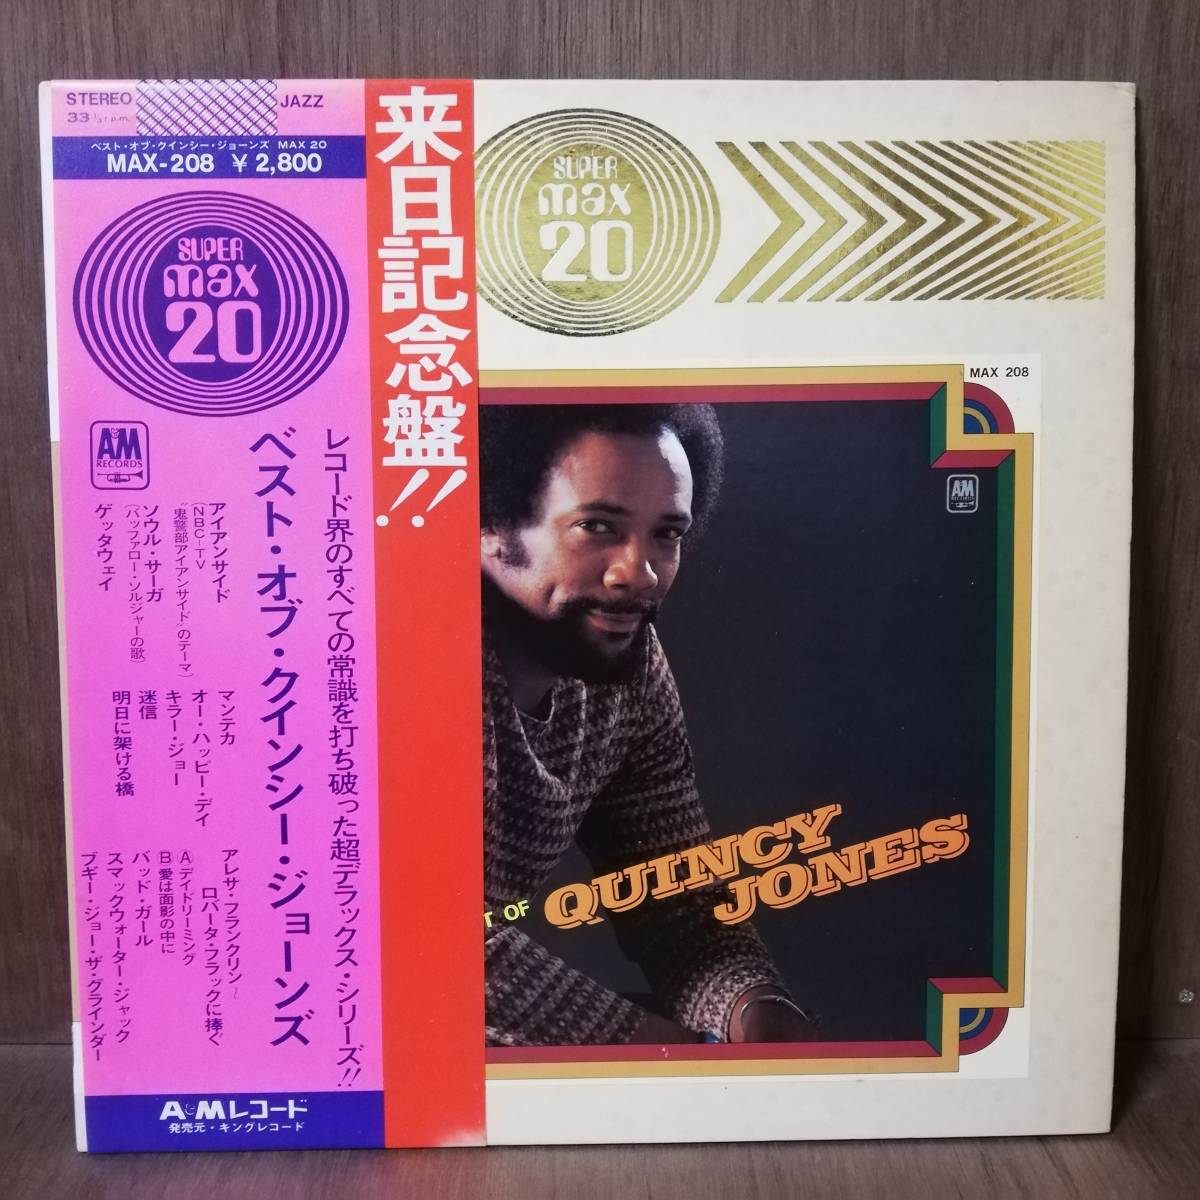 STEREO
33 1/3 r.p.m.
JAZZ
ベスト・オブ・クインシー・ジョーンズ MAX 20
MAX-208 ¥2,800
SUPER
max
20
A&M
RECORDS
来日記念盤!!
レコード界のすべての常識を打ち破った超デラックス・シリーズ!!
ベスト・オブ・クインシー・ジョーンズ
アイアンサイド
(NBC-TV
"鬼警部アイアンサイド"のテーマ)
ソウル・サーガ
(バッファロー・ソルジャーの歌)
ゲッタウェイ
マンテカ
オー・ハッピー・デイ
キラー・ジョー
迷信
明日に架ける橋
アレサ・フランクリン〜
ロバータ・フラックに捧ぐ
Ⓐデイドリーミング
Ⓑ愛は面影の中に
バッド・ガール
スマックウォーター・ジャック
ブギー・ジョー・ザ・グラインダー
A&Mレコード
発売元・キングレコード
SUPER
max
20
MAX 208
A&M
RECORDS
T OF
QUINCY
JONES